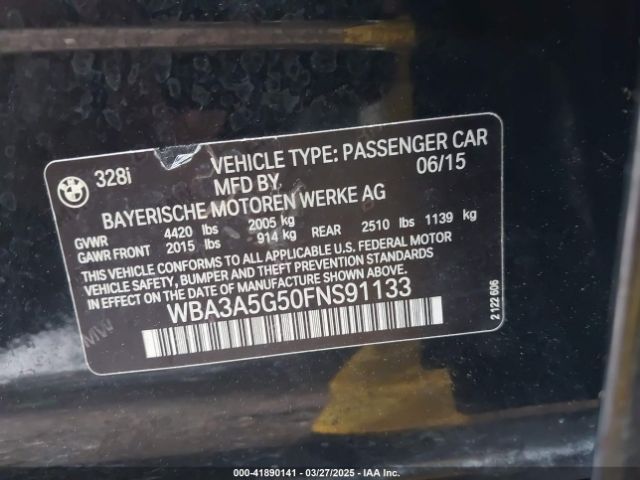 328i VEHICLE TYPE: PASSENGER CAR
MFD BY. 06/15
BAYERISCHE MOTOREN WERKE AG
GVWR 4420 lbs 2005 kg
GAWR FRONT 2015 lbs 914 kg REAR 2510 lbs 1139 kg
THIS VEHICLE CONFORMS TO ALL APPLICABLE U.S. FEDERAL MOTOR
VEHICLE SAFETY, BUMPER AND THEFT PREVENTION STANDARDS
IN EFFECT ON THE DATE OF MANUFACTURE SHOWN ABOVE.
WBA3A5G50FNS91133
2 122 606
BMW
000-41890141 — 03/27/2025 — IAA Inc.